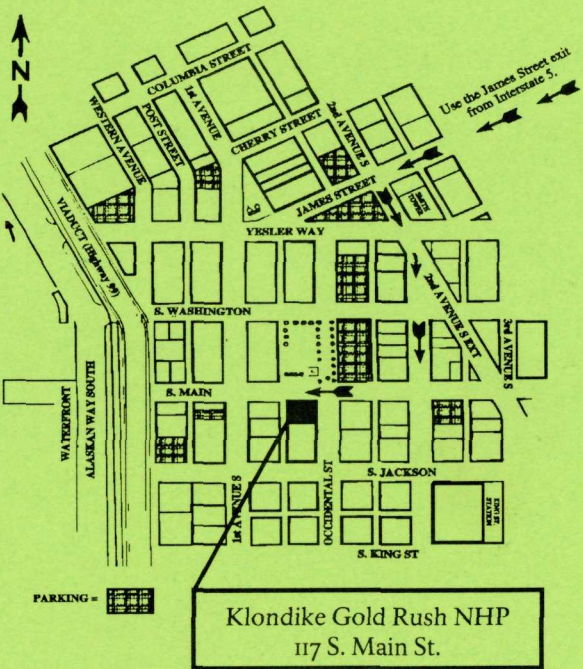 N
COLUMBIA STREET
WESTERN AVENUE
POST STREET
1st AVENUE
CHERRY STREET
2nd AVENUE S
Use the James Street exit
from Interstate 5.
JAMES STREET
SMITH
TOWER
YESLER WAY
VIADUCT (Highway 99)
S. WASHINGTON
2nd AVENUE S EXT
3rd AVENUE S
S. MAIN
WATERFRONT
ALASKAN WAY SOUTH
S. JACKSON
1st AVENUE S
OCCIDENTAL ST
KING ST.
STATION
S. KING ST
PARKING =
Klondike Gold Rush NHP
117 S. Main St.